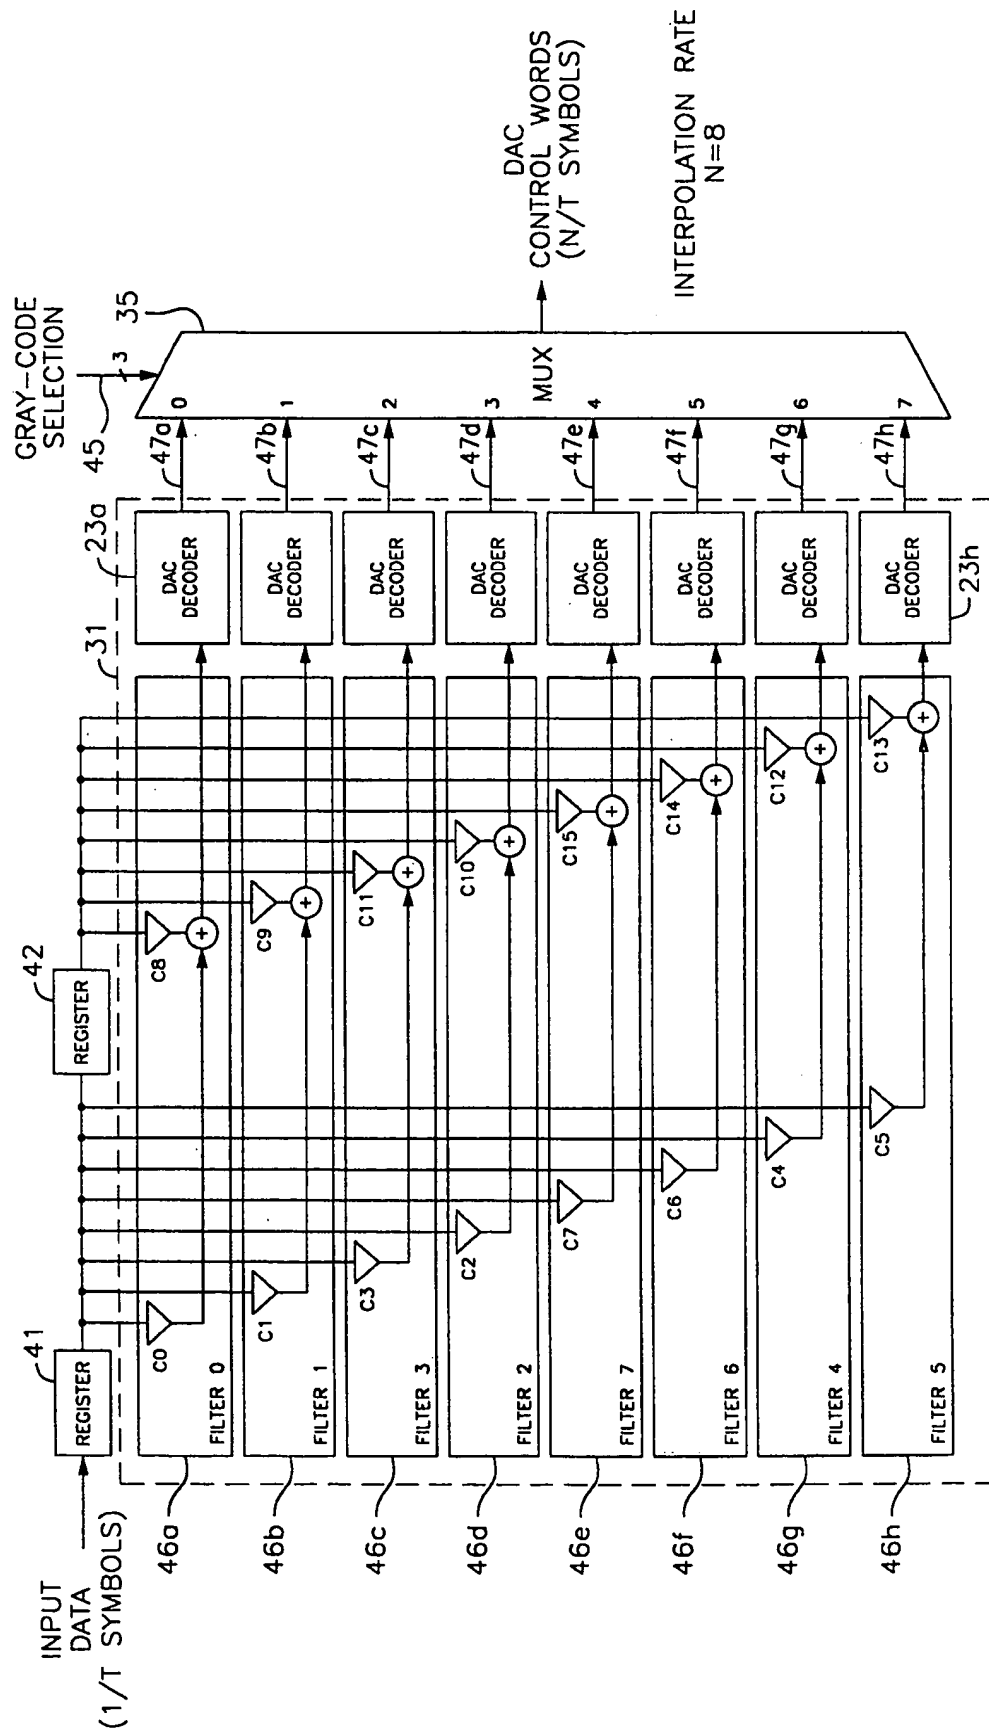 INPUT
DATA
(1/T SYMBOLS)
41
REGISTER
42
REGISTER
31
23a
GRAY-CODE
SELECTION
45
3
35
46a
FILTER 0
C0
C8
+
DAC
DECODER
47a
0
46b
FILTER 1
C1
C9
+
DAC
DECODER
47b
1
46c
FILTER 3
C3
C11
+
DAC
DECODER
47c
2
46d
FILTER 2
C2
C10
+
DAC
DECODER
47d
3
46e
FILTER 7
C7
C15
+
DAC
DECODER
47e
4
46f
FILTER 6
C6
C14
+
DAC
DECODER
47f
5
46g
FILTER 4
C4
C12
+
DAC
DECODER
47g
6
46h
FILTER 5
C5
C13
+
DAC
DECODER
47h
7
23h
MUX
DAC
CONTROL WORDS
(N/T SYMBOLS)
INTERPOLATION RATE
N=8